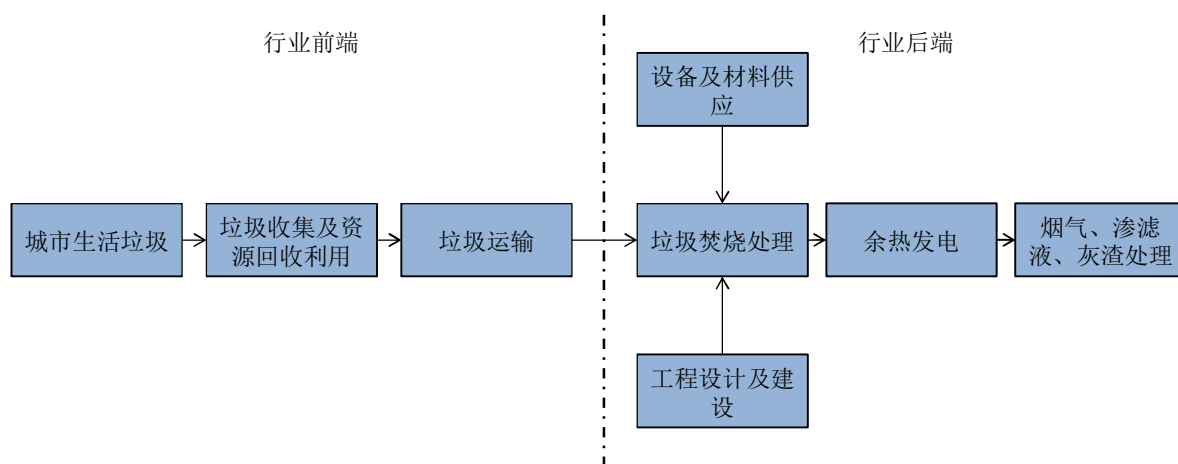 行业前端
行业后端
设备及材料供
应
城市生活垃圾
垃圾收集及资
源回收利用
垃圾运输
垃圾焚烧处理
余热发电
烟气、渗滤
液、灰渣处理
工程设计及建
设